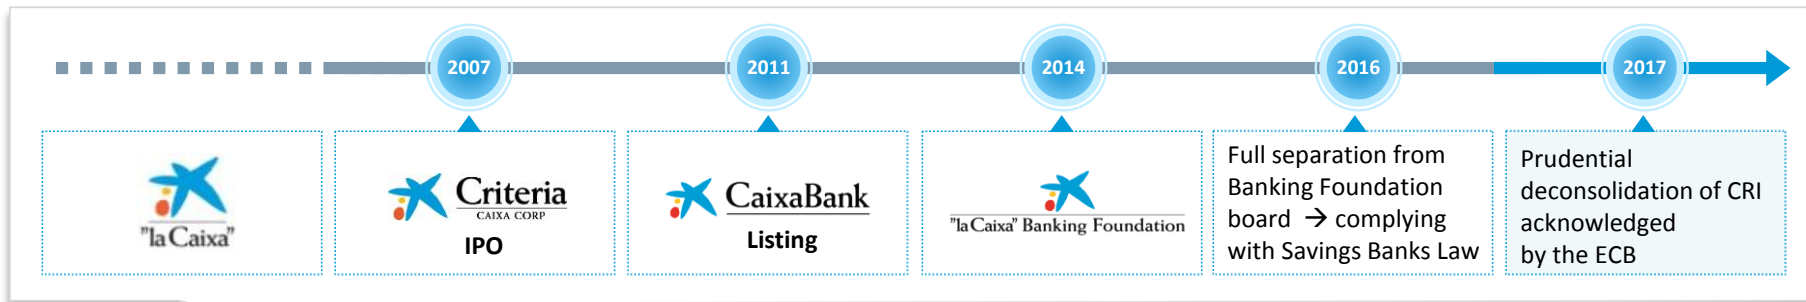 2007
2011
2014
2016
2017
"la Caixa"
Criteria
CAIXA CORP
IPO
CaixaBank
Listing
"la Caixa" Banking Foundation
Full separation from
Banking Foundation
board → complying
with Savings Banks Law
Prudential
deconsolidation of CRI
acknowledged
by the ECB